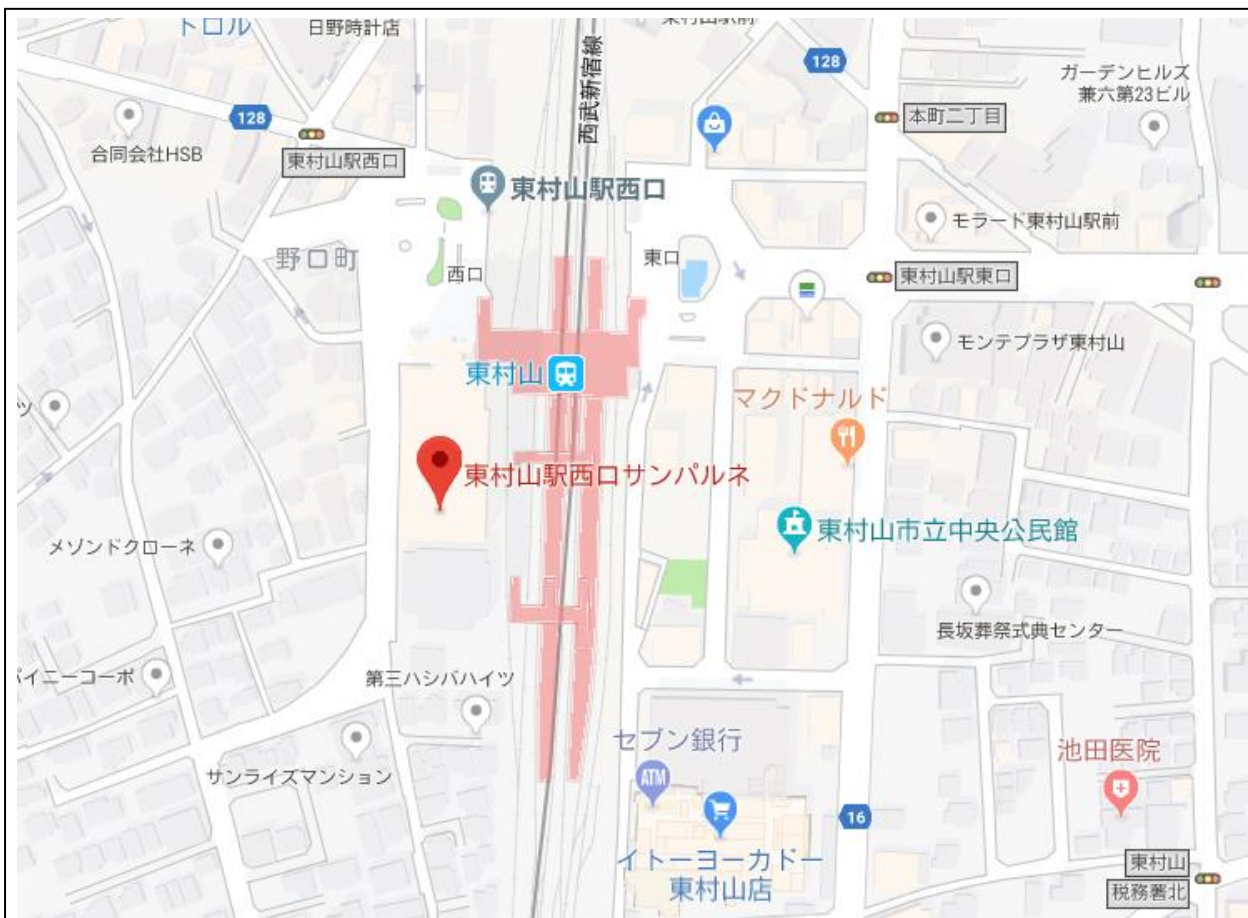 トロル
日野時計店
128
合同会社HSB
東村山駅西口
西武新宿線
東村山駅西口
128
本町二丁目
ガーデンヒルズ
兼六第23ビル
モラード東村山駅前
野口町
西口
東口
東村山駅東口
モンテプラザ東村山
東村山
マクドナルド
東村山駅西口サンパルネ
東村山市立中央公民館
メゾンドクローネ
長坂葬祭式典センター
イニーコーポ
第三ハシバハイツ
サンライズマンション
セブン銀行
ATM
池田医院
16
イトーヨーカドー
東村山店
東村山
税務署北